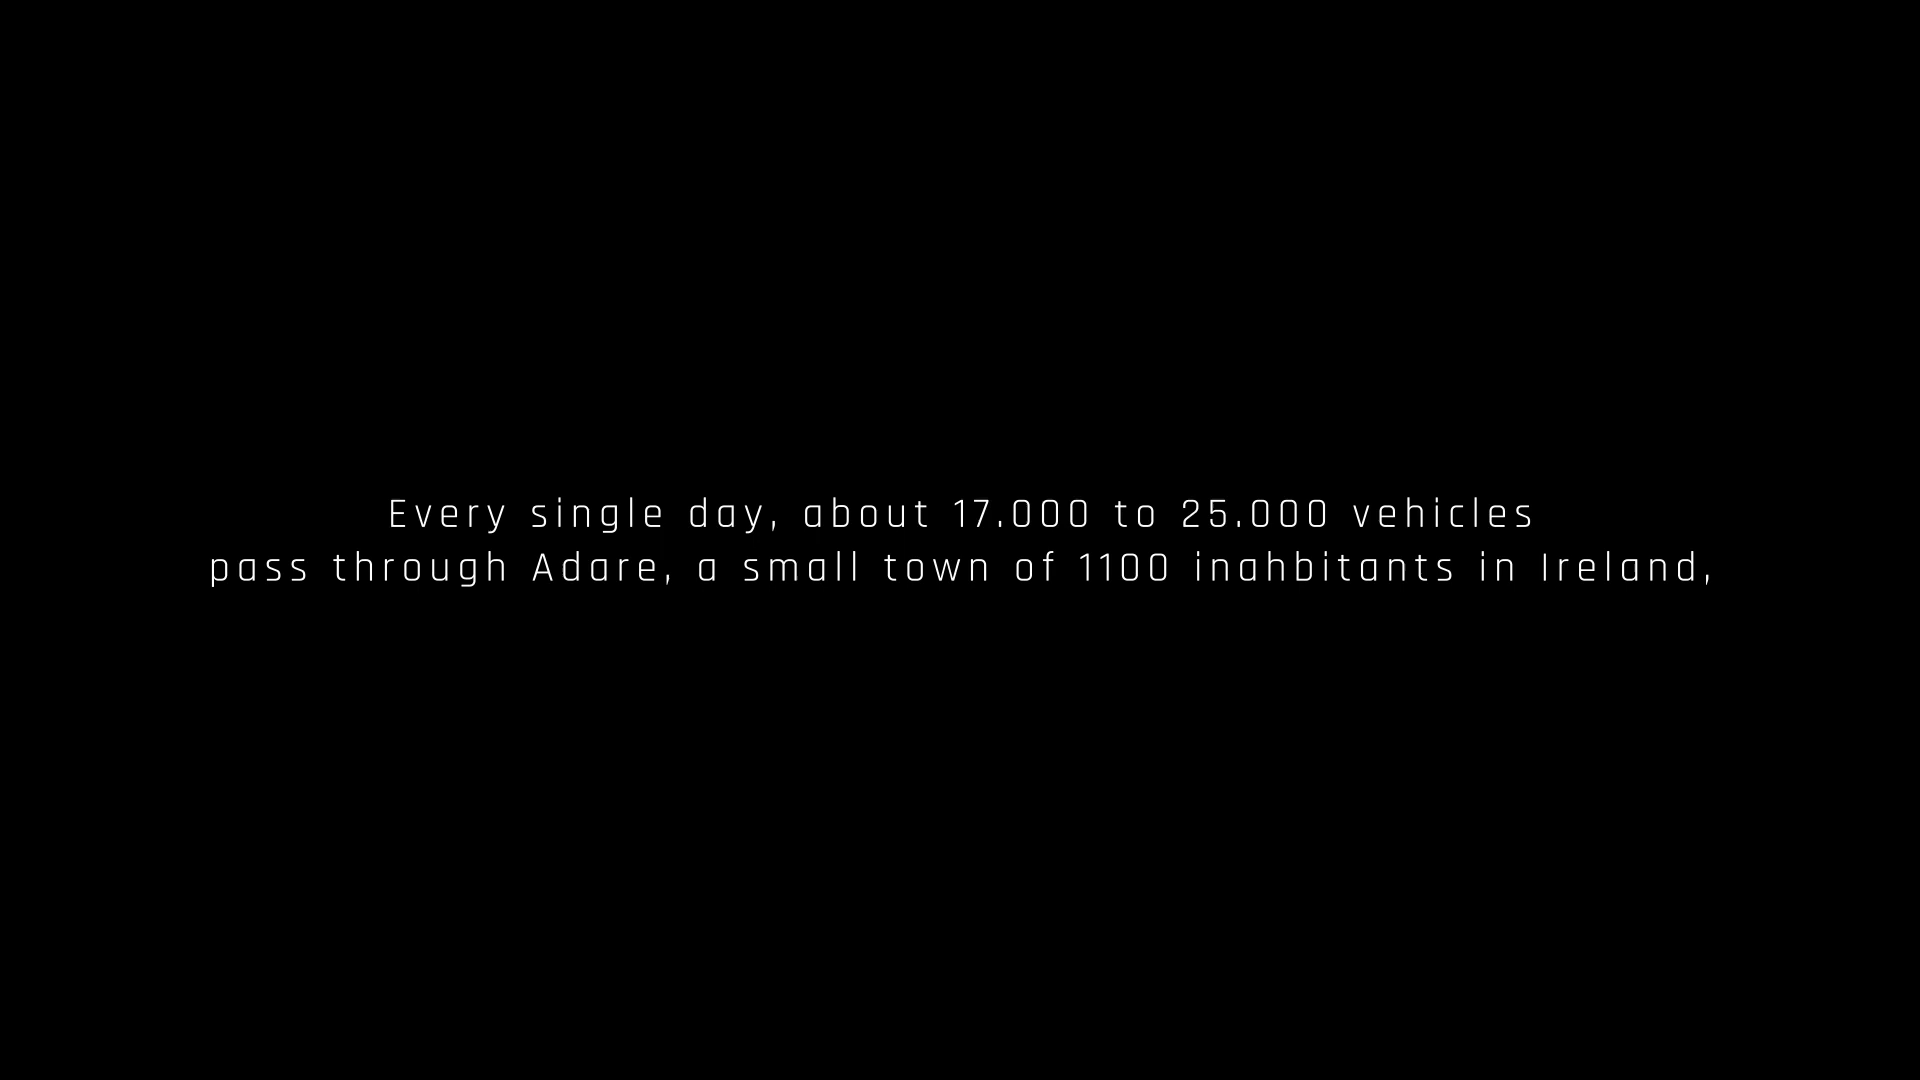 Every single day, about 17.000 to 25.000 vehicles
pass through Adare, a small town of 1100 inahbitants in Ireland,